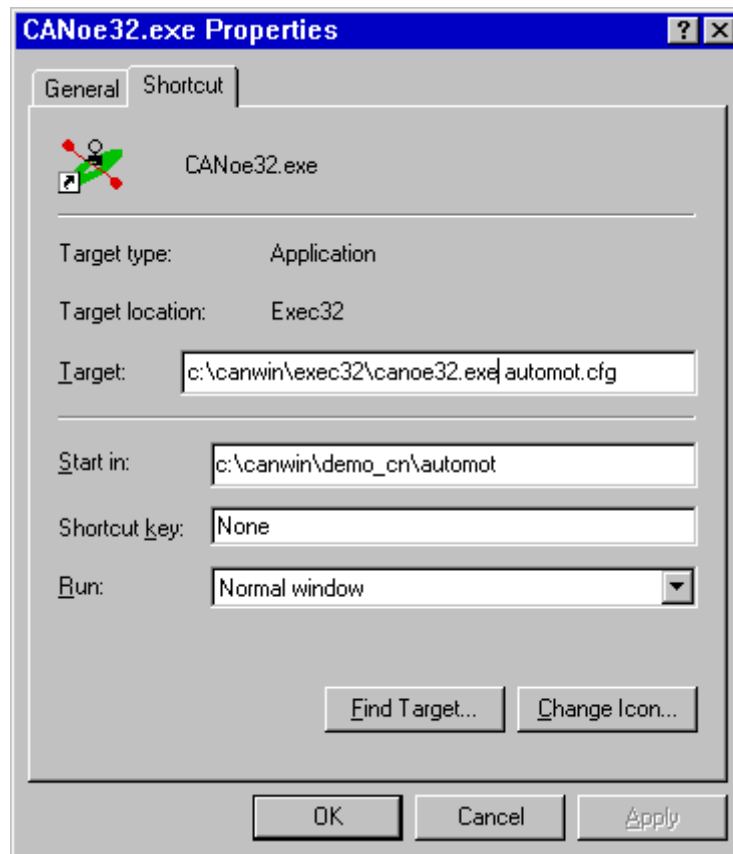 CANoe32.exe Properties
General Shortcut
CANoe32.exe
Target type: Application
Target location: Exec32
Target: c:\canwin\exec32\canoe32.exe automot.cfg
Start in: c:\canwin\demo_cn\automot
Shortcut key: None
Run: Normal window
Find Target... Change Icon...
OK Cancel Apply